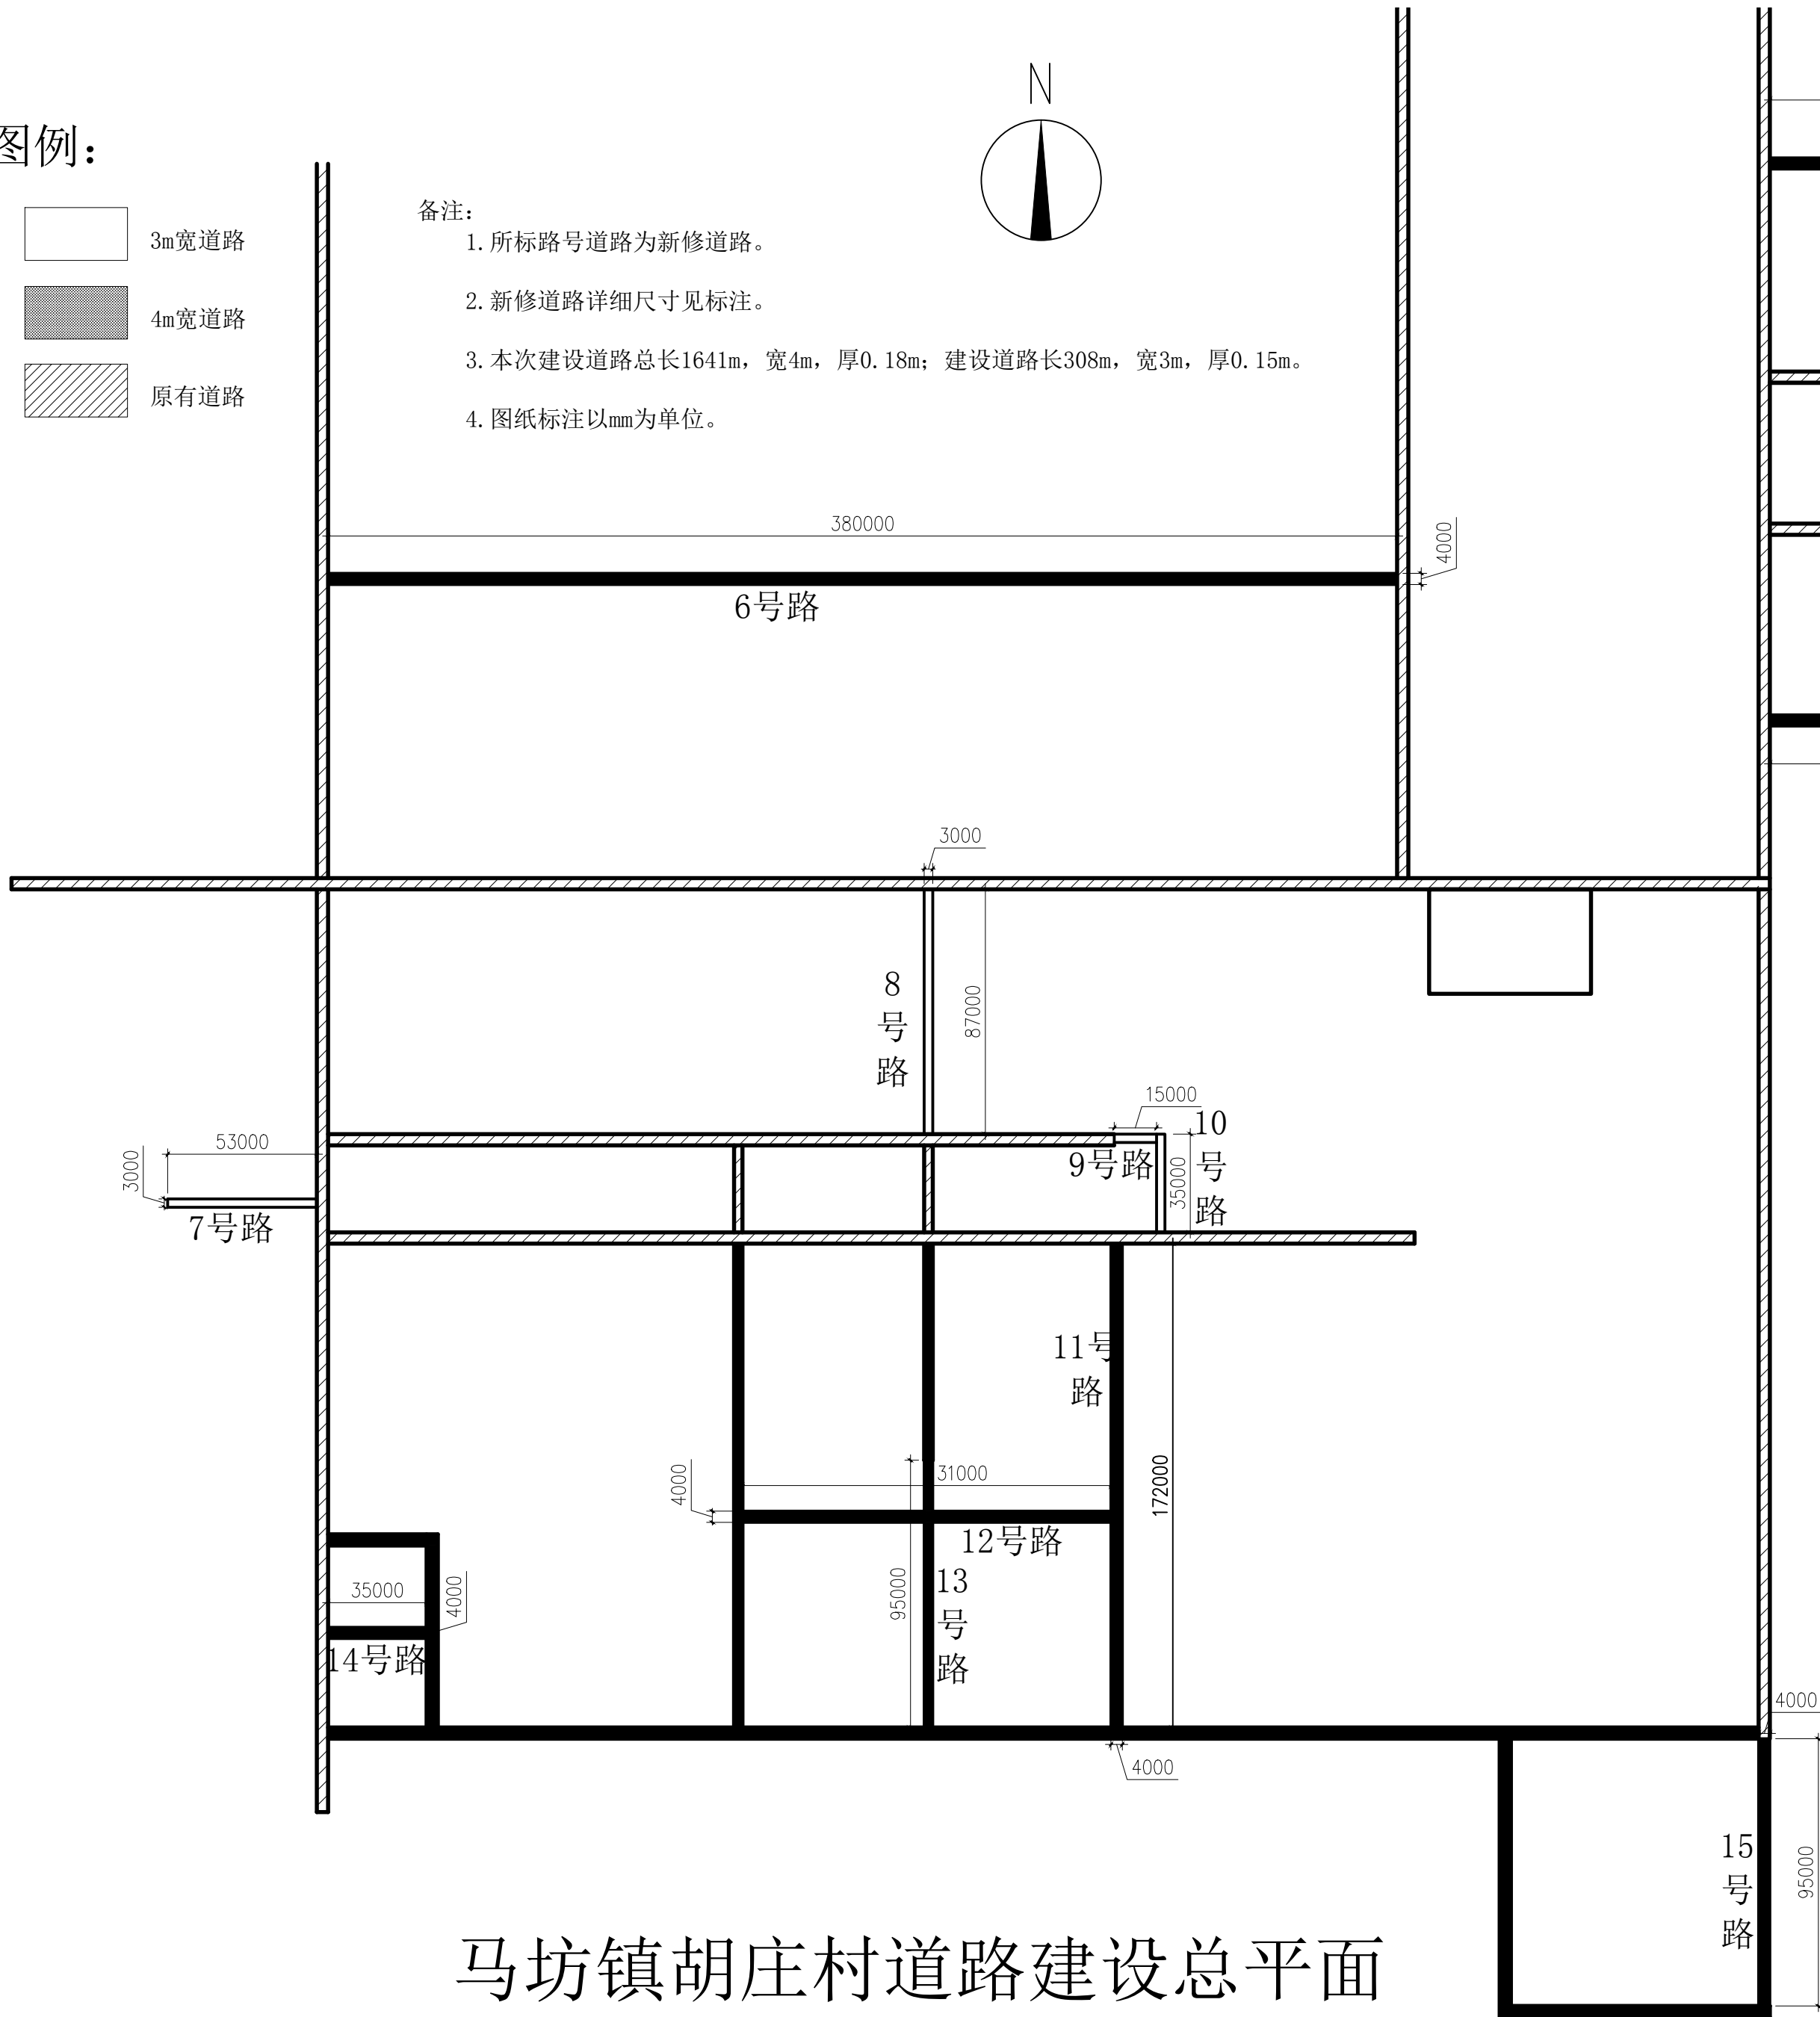 N
图例：
3m宽道路
4m宽道路
原有道路
备注：
1.所标路号道路为新修道路。
2.新修道路详细尺寸见标注。
3.本次建设道路总长1641m，宽4m，厚0.18m；建设道路长308m，宽3m，厚0.15m。
4.图纸标注以mm为单位。
380000
4000
6号路
3000
8号路
87000
15000
10号路
53000
3000
9号路
35000
7号路
11号路
31000
4000
172000
12号路
35000
4000
95000
13号路
14号路
4000
4000
15号路
95000
马坊镇胡庄村道路建设总平面